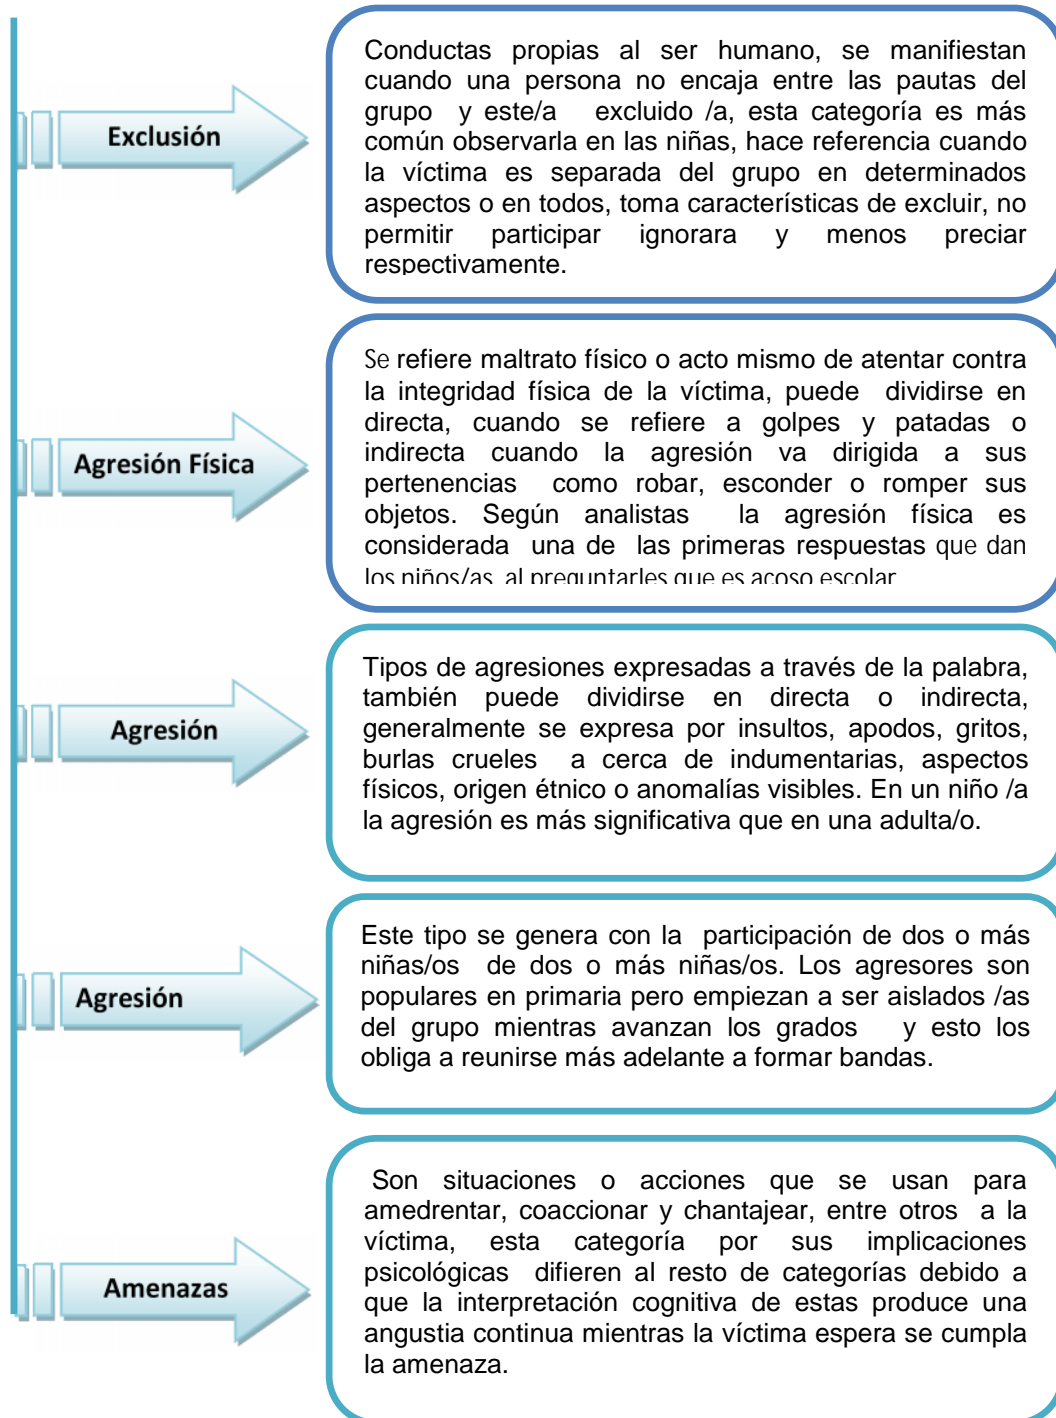 Exclusión
Conductas propias al ser humano, se manifiestan
cuando una persona no encaja entre las pautas del
grupo y este/a excluido /a, esta categoría es más
común observarla en las niñas, hace referencia cuando
la víctima es separada del grupo en determinados
aspectos o en todos, toma características de excluir, no
permitir participar ignorara y menos preciar
respectivamente.
Agresión Física
Se refiere maltrato físico o acto mismo de atentar contra
la integridad física de la víctima, puede dividirse en
directa, cuando se refiere a golpes y patadas o
indirecta cuando la agresión va dirigida a sus
pertenencias como robar, esconder o romper sus
objetos. Según analistas la agresión física es
considerada una de las primeras respuestas que dan
los niños/as al preguntarles que es acoso escolar
Agresión
Tipos de agresiones expresadas a través de la palabra,
también puede dividirse en directa o indirecta,
generalmente se expresa por insultos, apodos, gritos,
burlas crueles a cerca de indumentarias, aspectos
físicos, origen étnico o anomalías visibles. En un niño /a
la agresión es más significativa que en una adulta/o.
Agresión
Este tipo se genera con la participación de dos o más
niñas/os de dos o más niñas/os. Los agresores son
populares en primaria pero empiezan a ser aislados /as
del grupo mientras avanzan los grados y esto los
obliga a reunirse más adelante a formar bandas.
Amenazas
Son situaciones o acciones que se usan para
amedrentar, coaccionar y chantajear, entre otros a la
víctima, esta categoría por sus implicaciones
psicológicas difieren al resto de categorías debido a
que la interpretación cognitiva de estas produce una
angustia continua mientras la víctima espera se cumpla
la amenaza.